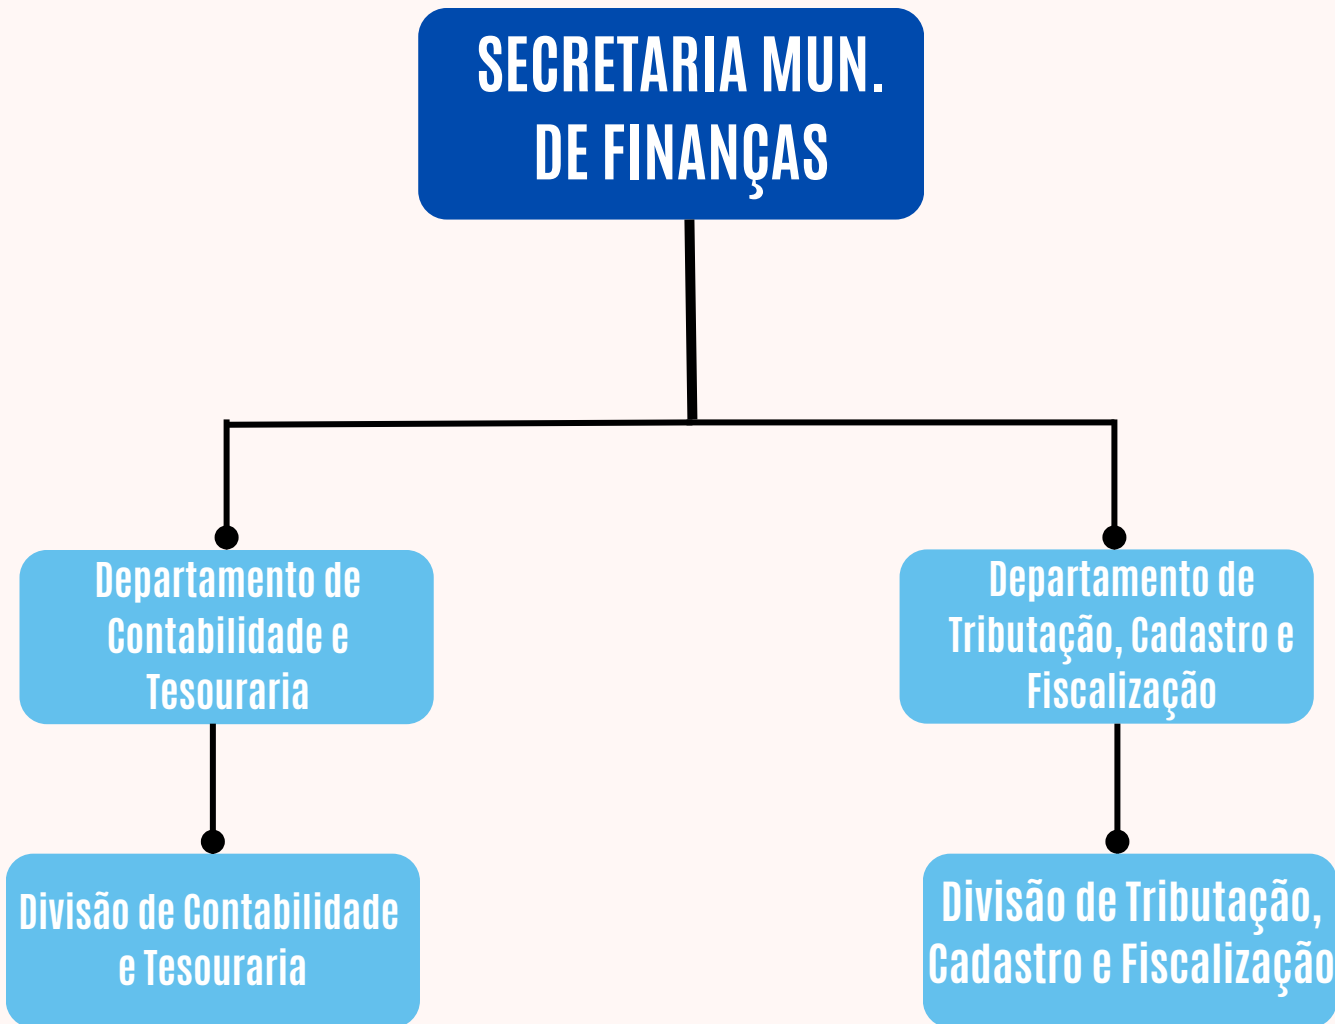 SECRETARIA MUN.
DE FINANÇAS
Departamento de
Contabilidade e
Tesouraria
Departamento de
Tributação, Cadastro e
Fiscalização
Divisão de Contabilidade
e Tesouraria
Divisão de Tributação,
Cadastro e Fiscalização